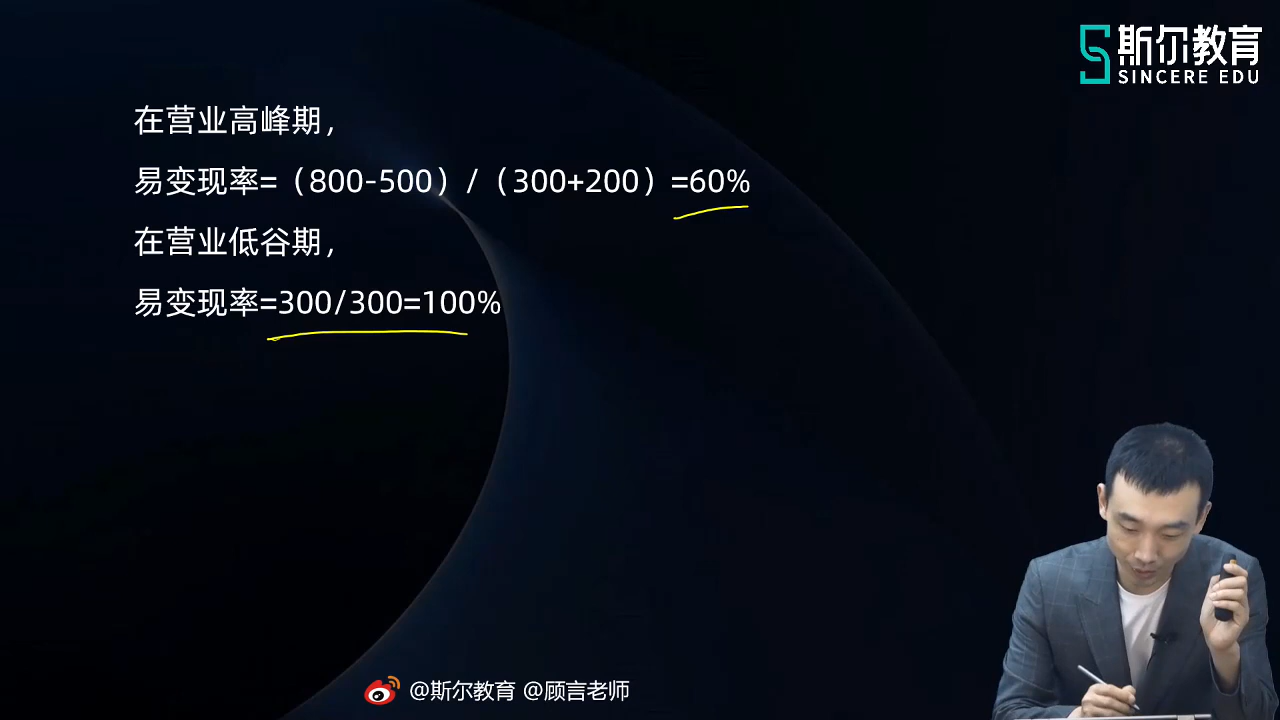 斯尔教育
SINCERE EDU
在营业高峰期，
易变现率=（800-500）/（300+200）=60%
在营业低谷期，
易变现率=300/300=100%
@斯尔教育 @顾言老师